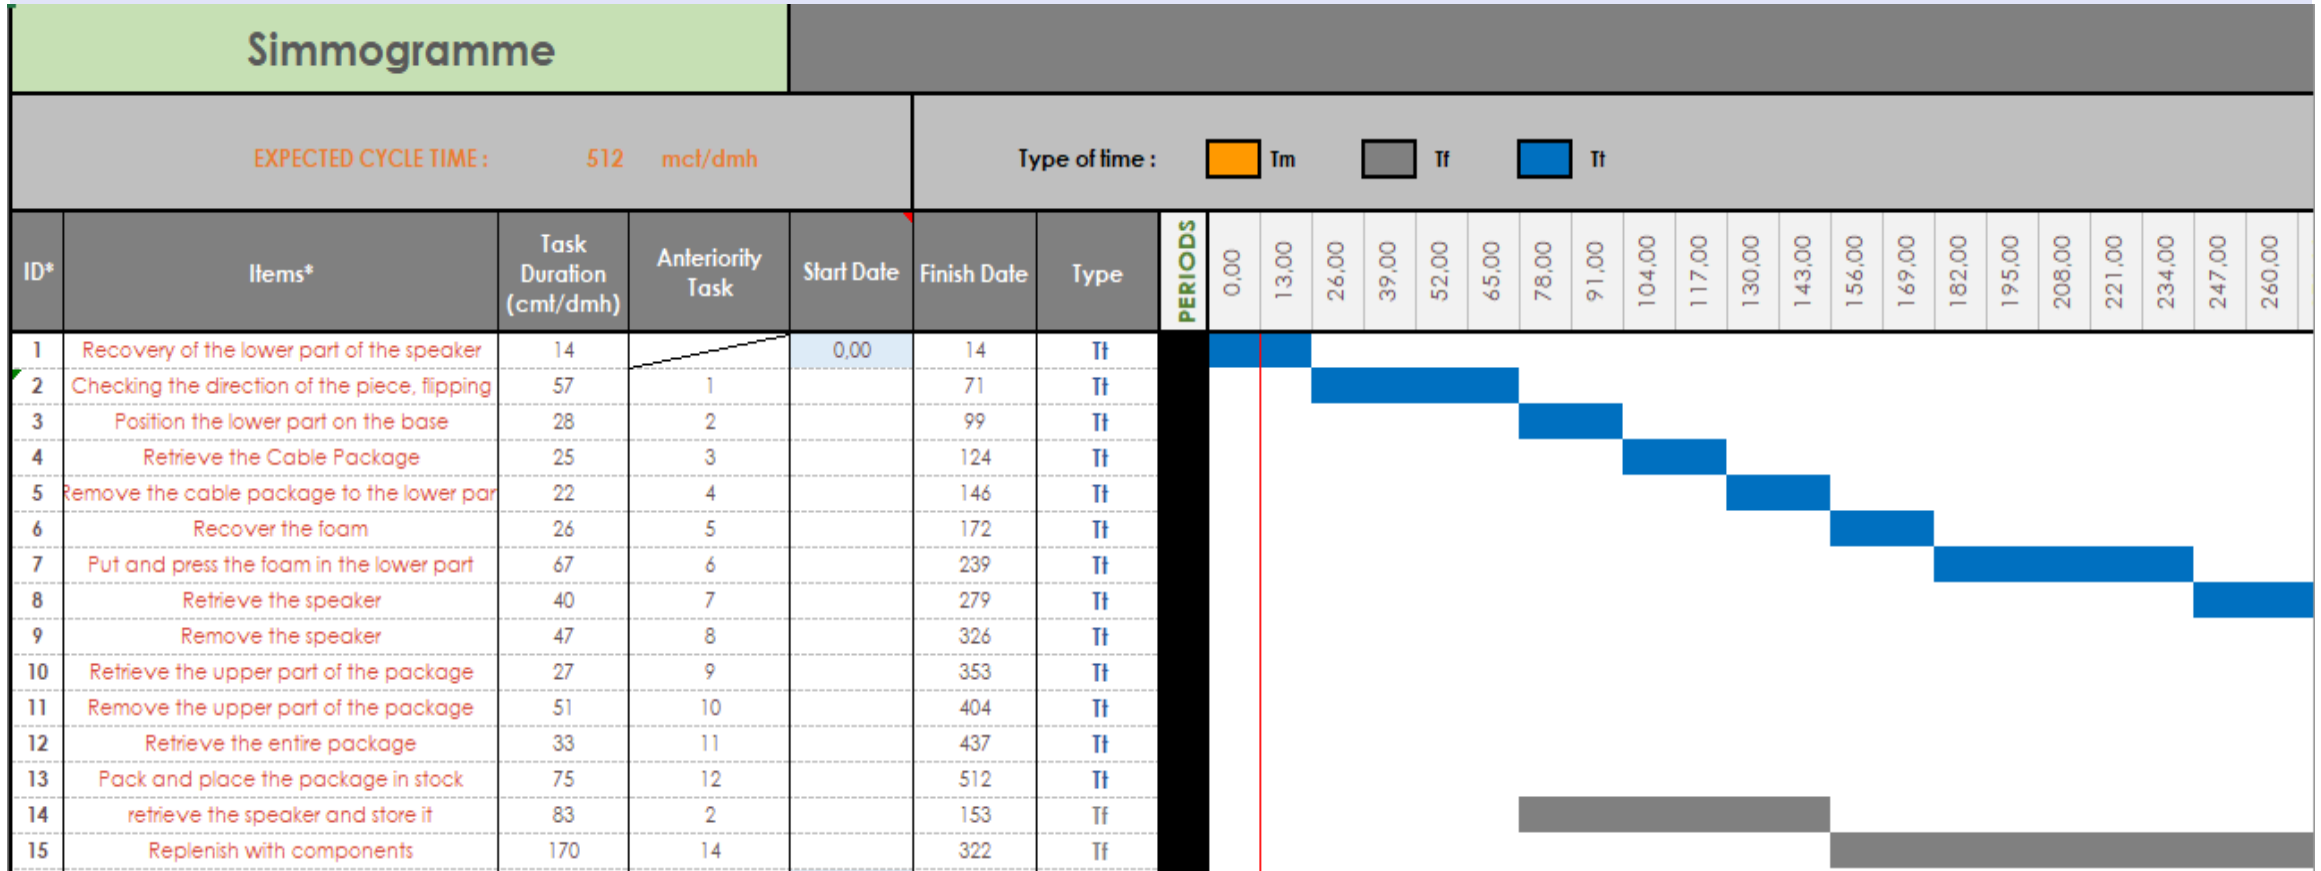 Simmogramme
EXPECTED CYCLE TIME : 512 mct/dmh Type of time : Tm Tf Tt
ID* Items* Task Duration (cmt/dmh) Anteriority Task Start Date Finish Date Type PERIODS 0,00 13,00 26,00 39,00 52,00 65,00 78,00 91,00 104,00 117,00 130,00 143,00 156,00 169,00 182,00 195,00 208,00 221,00 234,00 247,00 260,00
1 Recovery of the lower part of the speaker 14 0,00 14 Tt
2 Checking the direction of the piece, flipping 57 1 71 Tt
3 Position the lower part on the base 28 2 99 Tt
4 Retrieve the Cable Package 25 3 124 Tt
5 Remove the cable package to the lower par 22 4 146 Tt
6 Recover the foam 26 5 172 Tt
7 Put and press the foam in the lower part 67 6 239 Tt
8 Retrieve the speaker 40 7 279 Tt
9 Remove the speaker 47 8 326 Tt
10 Retrieve the upper part of the package 27 9 353 Tt
11 Remove the upper part of the package 51 10 404 Tt
12 Retrieve the entire package 33 11 437 Tt
13 Pack and place the package in stock 75 12 512 Tt
14 retrieve the speaker and store it 83 2 153 Tf
15 Replenish with components 170 14 322 Tf